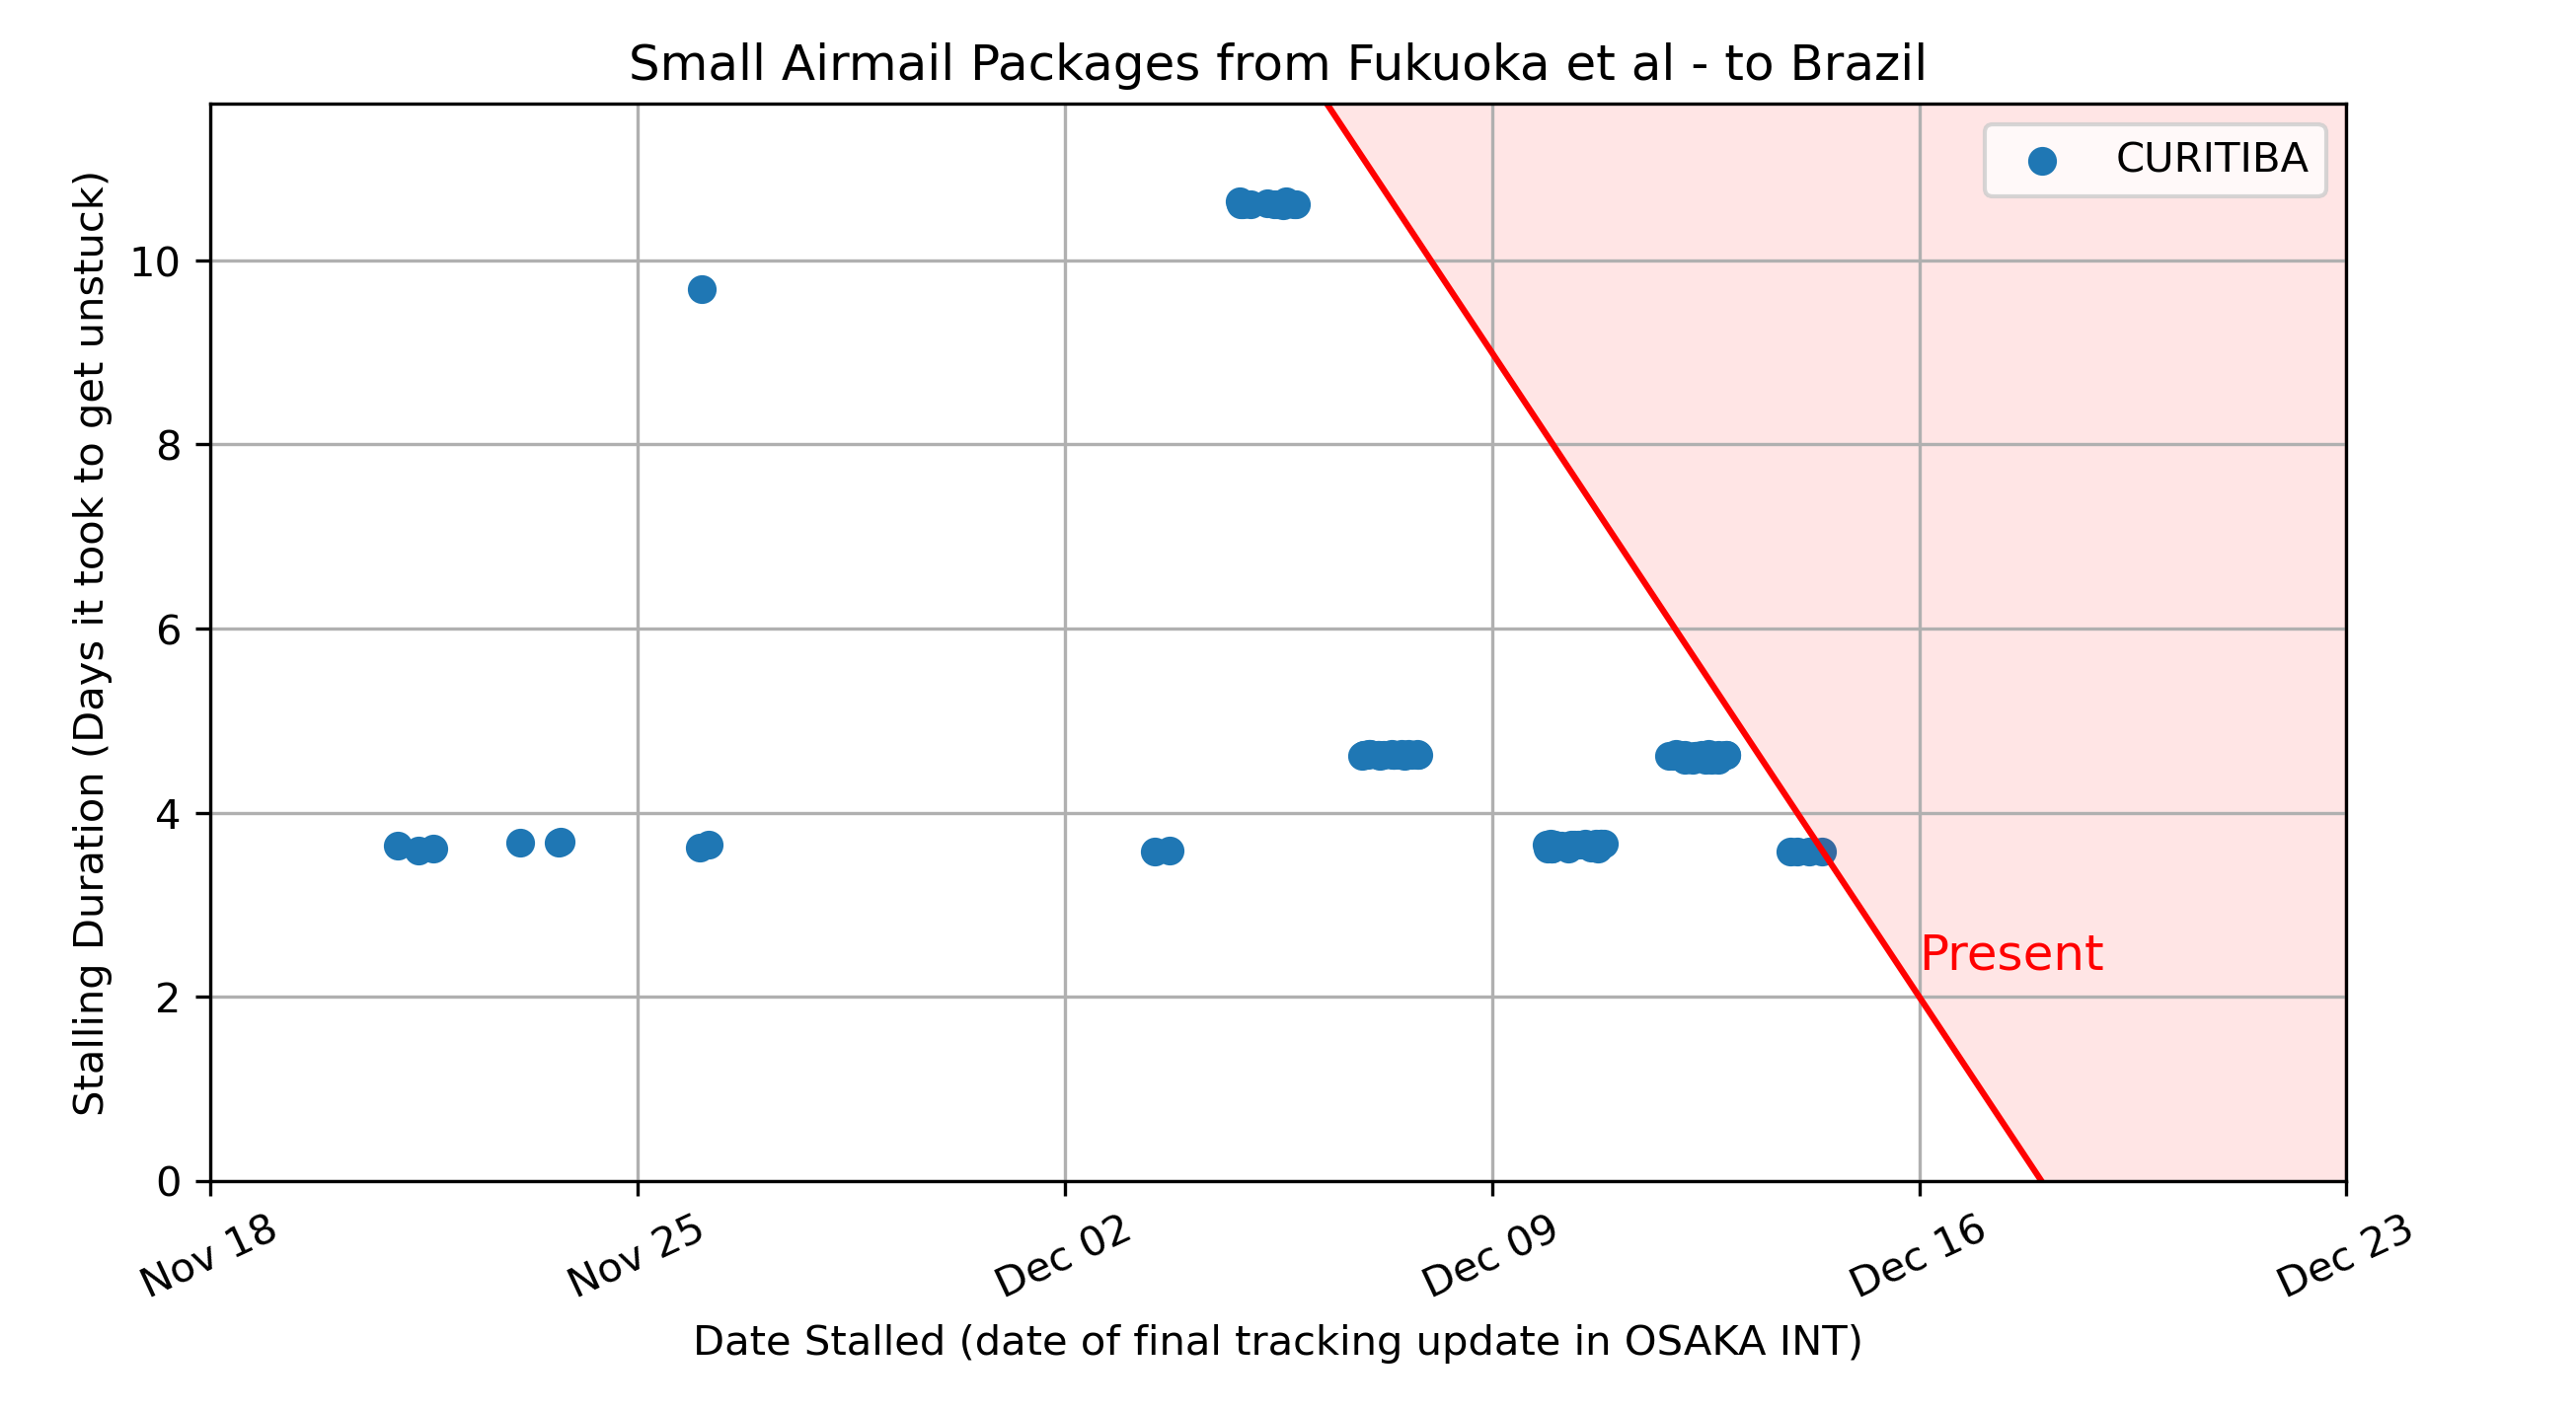 Small Airmail Packages from Fukuoka et al - to Brazil
CURITIBA
Stalling Duration (Days it took to get unstuck)
10
8
6
4
2
0
Present
Nov 18
Nov 25
Dec 02
Dec 09
Dec 16
Dec 23
Date Stalled (date of final tracking update in OSAKA INT)